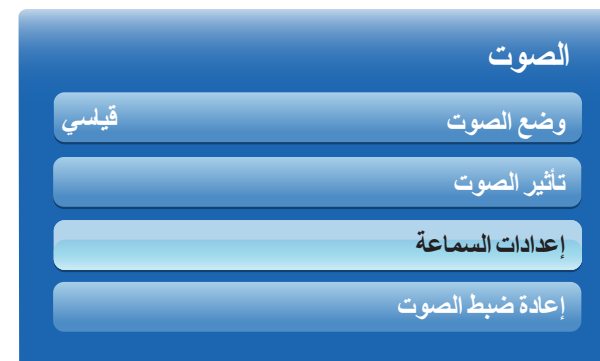 الصوت
وضع الصوت قياسي
تأثير الصوت
إعدادات السماعة
إعادة ضبط الصوت